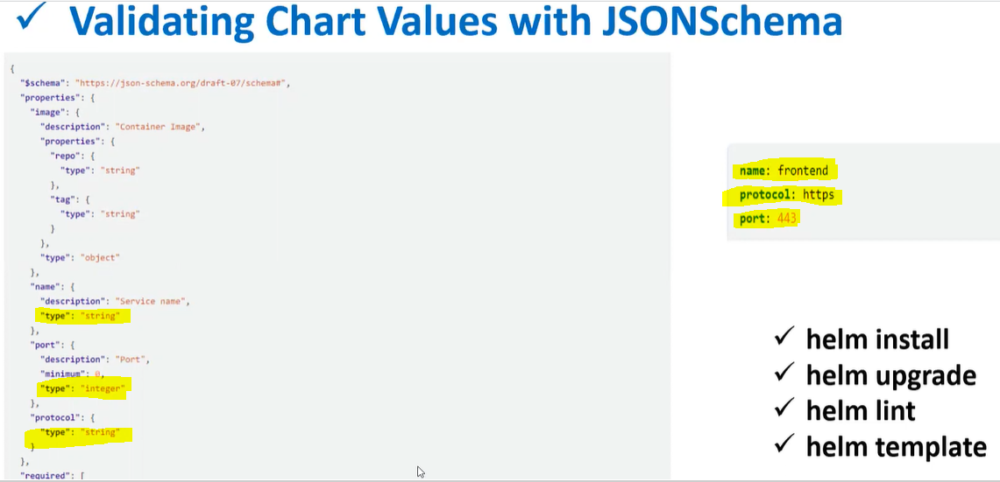 ✓ Validating Chart Values with JSONSchema
{
"$schema": "https://json-schema.org/draft-07/schema#",
"properties": {
"image": {
"description": "Container Image",
"properties": {
"repo": {
"type": "string"
},
"tag": {
"type": "string"
}
},
"type": "object"
},
"name": {
"description": "Service name",
"type": "string"
},
"port": {
"description": "Port",
"minimum": 0,
"type": "integer"
},
"protocol": {
"type": "string"
}
},
"required": [
name: frontend
protocol: https
port: 443
✓ helm install
✓ helm upgrade
✓ helm lint
✓ helm template